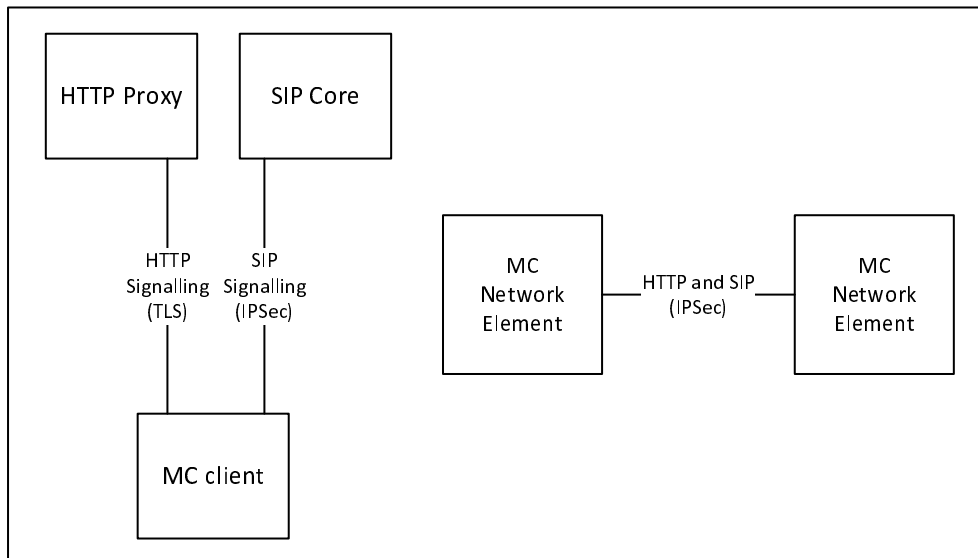 HTTP Proxy
SIP Core
HTTP
Signalling
(TLS)
SIP
Signalling
(IPSec)
MC client
MC
Network
Element
HTTP and SIP
(IPSec)
MC
Network
Element